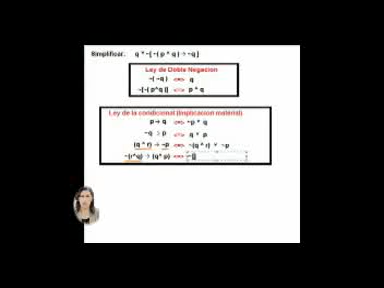 Simplificar. q ^ ~[ ~( p ^ q ) → ~q ]
Ley de Doble Negacion
~( ~q ) <=> q
~[~( p^q )] <=> p ^ q
Ley de la condicional (Implicacion material)
p → q <=> ~p v q
~q → p <=> q v p
(q ^ r) → ~p <=> ~(q ^ r) v ~p
~(r^q) → (q^ p) <=> ~[]